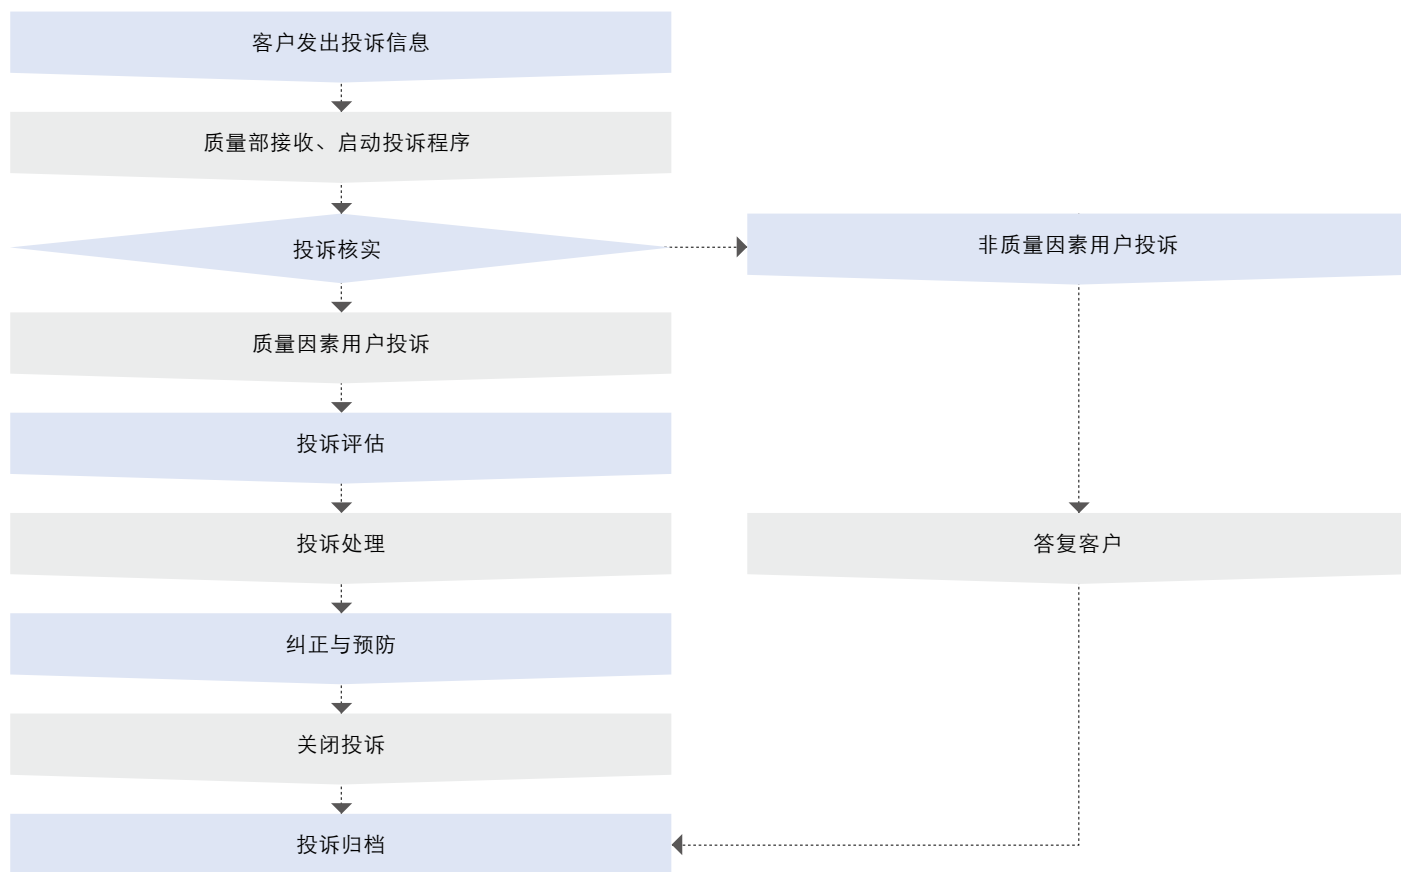 客户发出投诉信息
质量部接收、启动投诉程序
投诉核实
非质量因素用户投诉
质量因素用户投诉
投诉评估
投诉处理
答复客户
纠正与预防
关闭投诉
投诉归档